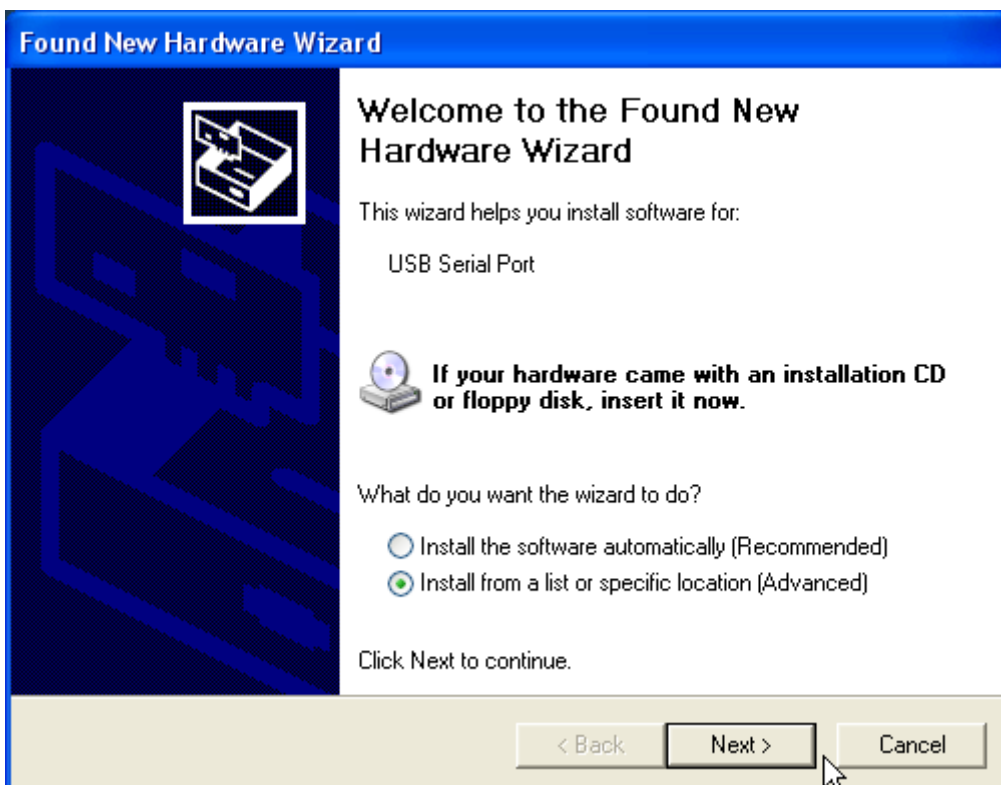 Found New Hardware Wizard
Welcome to the Found New
Hardware Wizard
This wizard helps you install software for:
USB Serial Port
If your hardware came with an installation CD
or floppy disk, insert it now.
What do you want the wizard to do?
Install the software automatically (Recommended)
Install from a list or specific location (Advanced)
Click Next to continue.
< Back Next > Cancel